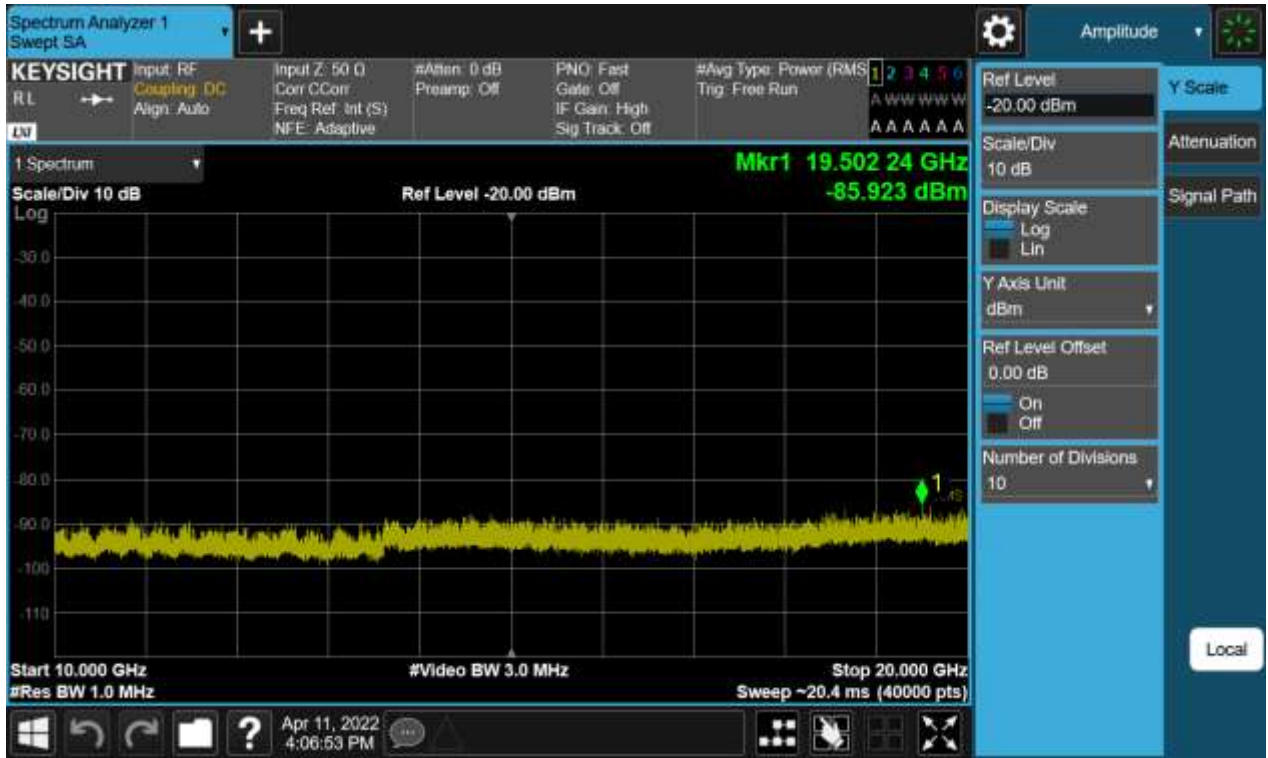 Spectrum Analyzer 1
Swept SA
Amplitude
KEYSIGHT
RL
LXI
Input: RF
Coupling: DC
Align: Auto
Input Z: 50 Ω
Corr CCorr
Freq Ref: Int (S)
NFE: Adaptive
#Atten: 0 dB
Preamp: Off
PNO: Fast
Gate: Off
IF Gain: High
Sig Track: Off
#Avg Type: Power (RMS
Trig: Free Run
1 2 3 4 5 6
A W W W W W
A A A A A A
1 Spectrum
Mkr1 19.502 24 GHz
-85.923 dBm
Scale/Div 10 dB
Ref Level -20.00 dBm
Log
-30.0
-40.0
-50.0
-60.0
-70.0
-80.0
-90.0
-100
-110
1
Start 10.000 GHz
#Video BW 3.0 MHz
Stop 20.000 GHz
#Res BW 1.0 MHz
Sweep ~20.4 ms (40000 pts)
Apr 11, 2022
4:06:53 PM
Ref Level
-20.00 dBm
Scale/Div
10 dB
Display Scale
Log
Lin
Y Axis Unit
dBm
Ref Level Offset
0.00 dB
On
Off
Number of Divisions
10
Y Scale
Attenuation
Signal Path
Local